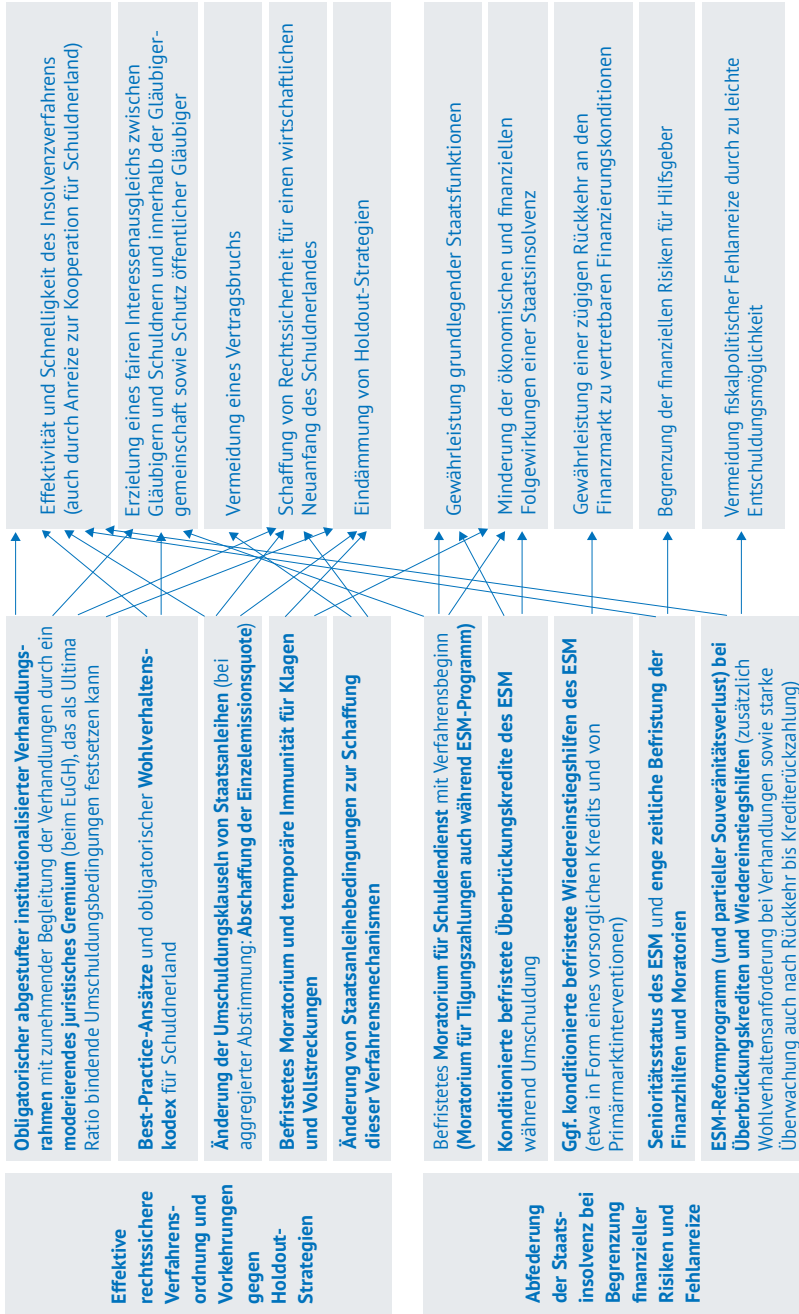 Effektive
rechtssichere
Verfahrens-
ordnung und
Vorkehrungen
gegen
Holdout-
Strategien
Obligatorischer abgestufter institutionalisierter Verhandlungs-
rahmen mit zunehmender Begleitung der Verhandlungen durch ein
moderierendes juristisches Gremium (beim EuGH), das als Ultima
Ratio bindende Umschuldungsbedingungen festsetzen kann
Best-Practice-Ansätze und obligatorischer Wohlverhaltens-
kodex für Schuldnerland
Änderung der Umschuldungsklauseln von Staatsanleihen (bei
aggregierter Abstimmung: Abschaffung der Einzelemissionsquote)
Befristetes Moratorium und temporäre Immunität für Klagen
und Vollstreckungen
Änderung von Staatsanleihebedingungen zur Schaffung
dieser Verfahrensmechanismen
Effektivität und Schnelligkeit des Insolvenzverfahrens
(auch durch Anreize zur Kooperation für Schuldnerland)
Erzielung eines fairen Interessenausgleichs zwischen
Gläubigern und Schuldnern und innerhalb der Gläubiger-
gemeinschaft sowie Schutz öffentlicher Gläubiger
Vermeidung eines Vertragsbruchs
Schaffung von Rechtssicherheit für einen wirtschaftlichen
Neuanfang des Schuldnerlandes
Eindämmung von Holdout-Strategien
Abfederung
der Staats-
insolvenz bei
Begrenzung
finanzieller
Risiken und
Fehlanreize
Befristetes Moratorium für Schuldendienst mit Verfahrensbeginn
(Moratorium für Tilgungszahlungen auch während ESM-Programm)
Konditionierte befristete Überbrückungskredite des ESM
während Umschuldung
Ggf. konditionierte befristete Wiedereinstiegshilfen des ESM
(etwa in Form eines vorsorglichen Kredits und von
Primärmarktinterventionen)
Senioritätsstatus des ESM und enge zeitliche Befristung der
Finanzhilfen und Moratorien
ESM-Reformprogramm (und partieller Souveränitätsverlust) bei
Überbrückungskrediten und Wiedereinstiegshilfen (zusätzlich
Wohlverhaltensanforderung bei Verhandlungen sowie starke
Überwachung auch nach Rückkehr bis Krediterückzahlung)
Gewährleistung grundlegender Staatsfunktionen
Minderung der ökonomischen und finanziellen
Folgewirkungen einer Staatsinsolvenz
Gewährleistung einer zügigen Rückkehr an den
Finanzmarkt zu vertretbaren Finanzierungskonditionen
Begrenzung der finanziellen Risiken für Hilfsgeber
Vermeidung fiskalpolitischer Fehlanreize durch zu leichte
Entschuldungsmöglichkeit